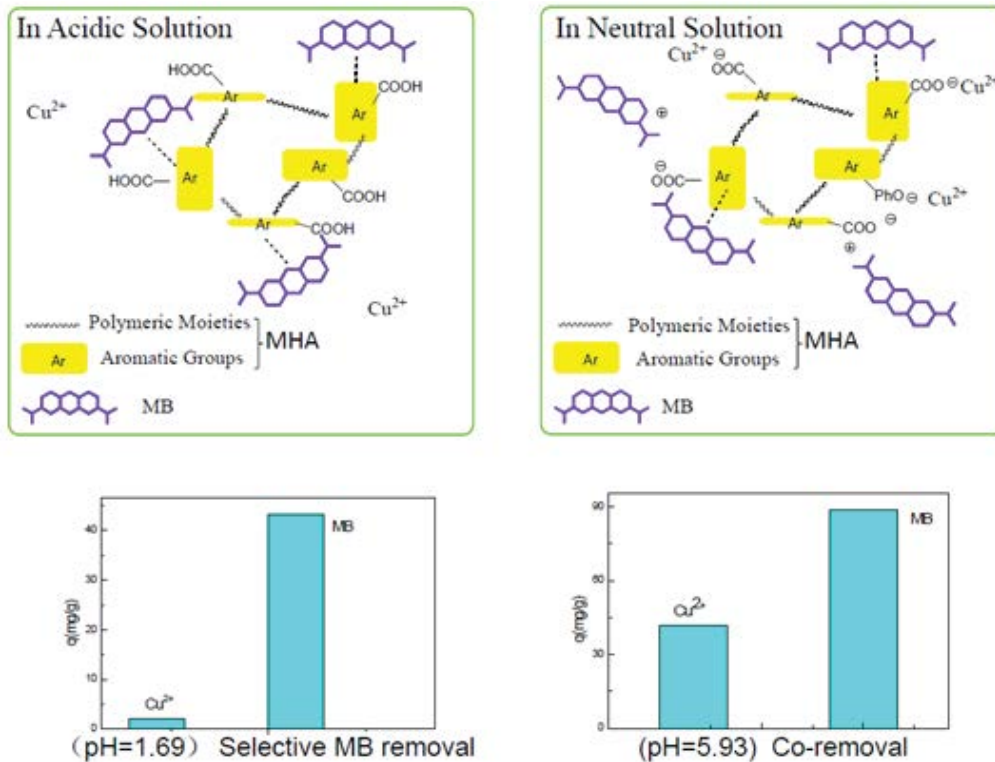 In Acidic Solution
HOOC
Ar
COOH
Ar
Cu²⁺
Ar
HOOC
Ar
COOH
Ar
COOH
Cu²⁺
Polymeric Moieties
MHA
Ar
Aromatic Groups
MB
In Neutral Solution
Cu²⁺
⊖
OOC
Ar
COO
⊖
Cu²⁺
Ar
⊕
⊖
OOC
Ar
Ar
PhO
⊖
Cu²⁺
Ar
COO
⊖
⊕
Polymeric Moieties
MHA
Ar
Aromatic Groups
MB
q(mg/g)
40
30
20
10
0
Cu²⁺
MB
(pH=1.69) Selective MB removal
q(mg/g)
90
60
30
0
Cu²⁺
MB
(pH=5.93) Co-removal